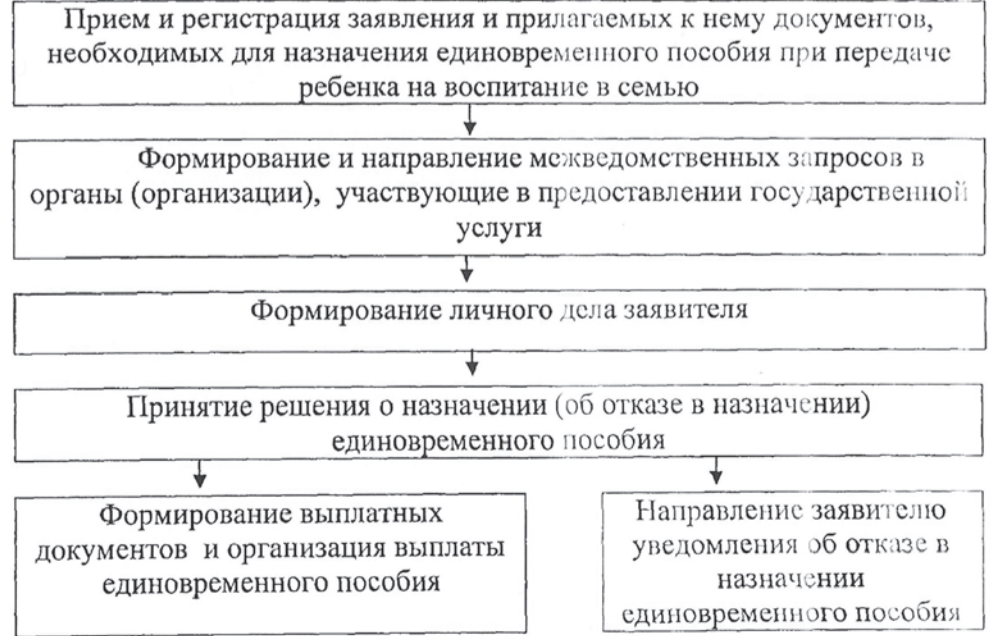 Прием и регистрация заявления и прилагаемых к нему документов,
необходимых для назначения единовременного пособия при передаче
ребенка на воспитание в семью
Формирование и направление межведомственных запросов в
органы (организации), участвующие в предоставлении государственной
услуги
Формирование личного дела заявителя
Принятие решения о назначении (об отказе в назначении)
единовременного пособия
Формирование выплатных
документов и организация выплаты
единовременного пособия
Направление заявителю
уведомления об отказе в
назначении
единовременного пособия